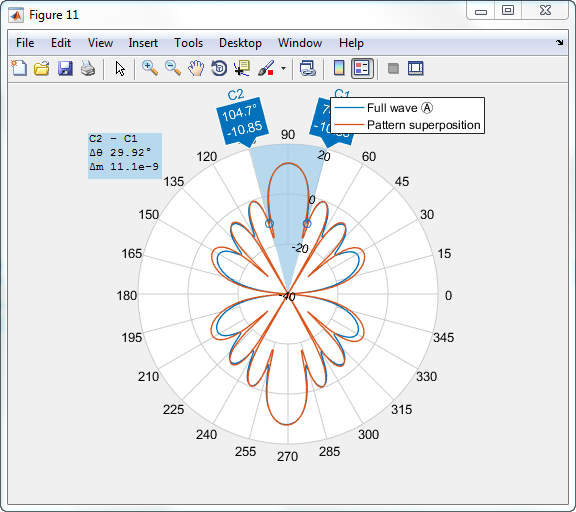 Figure 11
File Edit View Insert Tools Desktop Window Help
C2 C1
104.7°
-10.85
Full wave Ⓐ
Pattern superposition
C2 - C1
Δθ 29.92°
Δm 11.1e-9
90
120 60
135 45
150 30
165 15
180 0
195 345
210 330
225 315
240 300
255 285
270
20
0
-20
-40